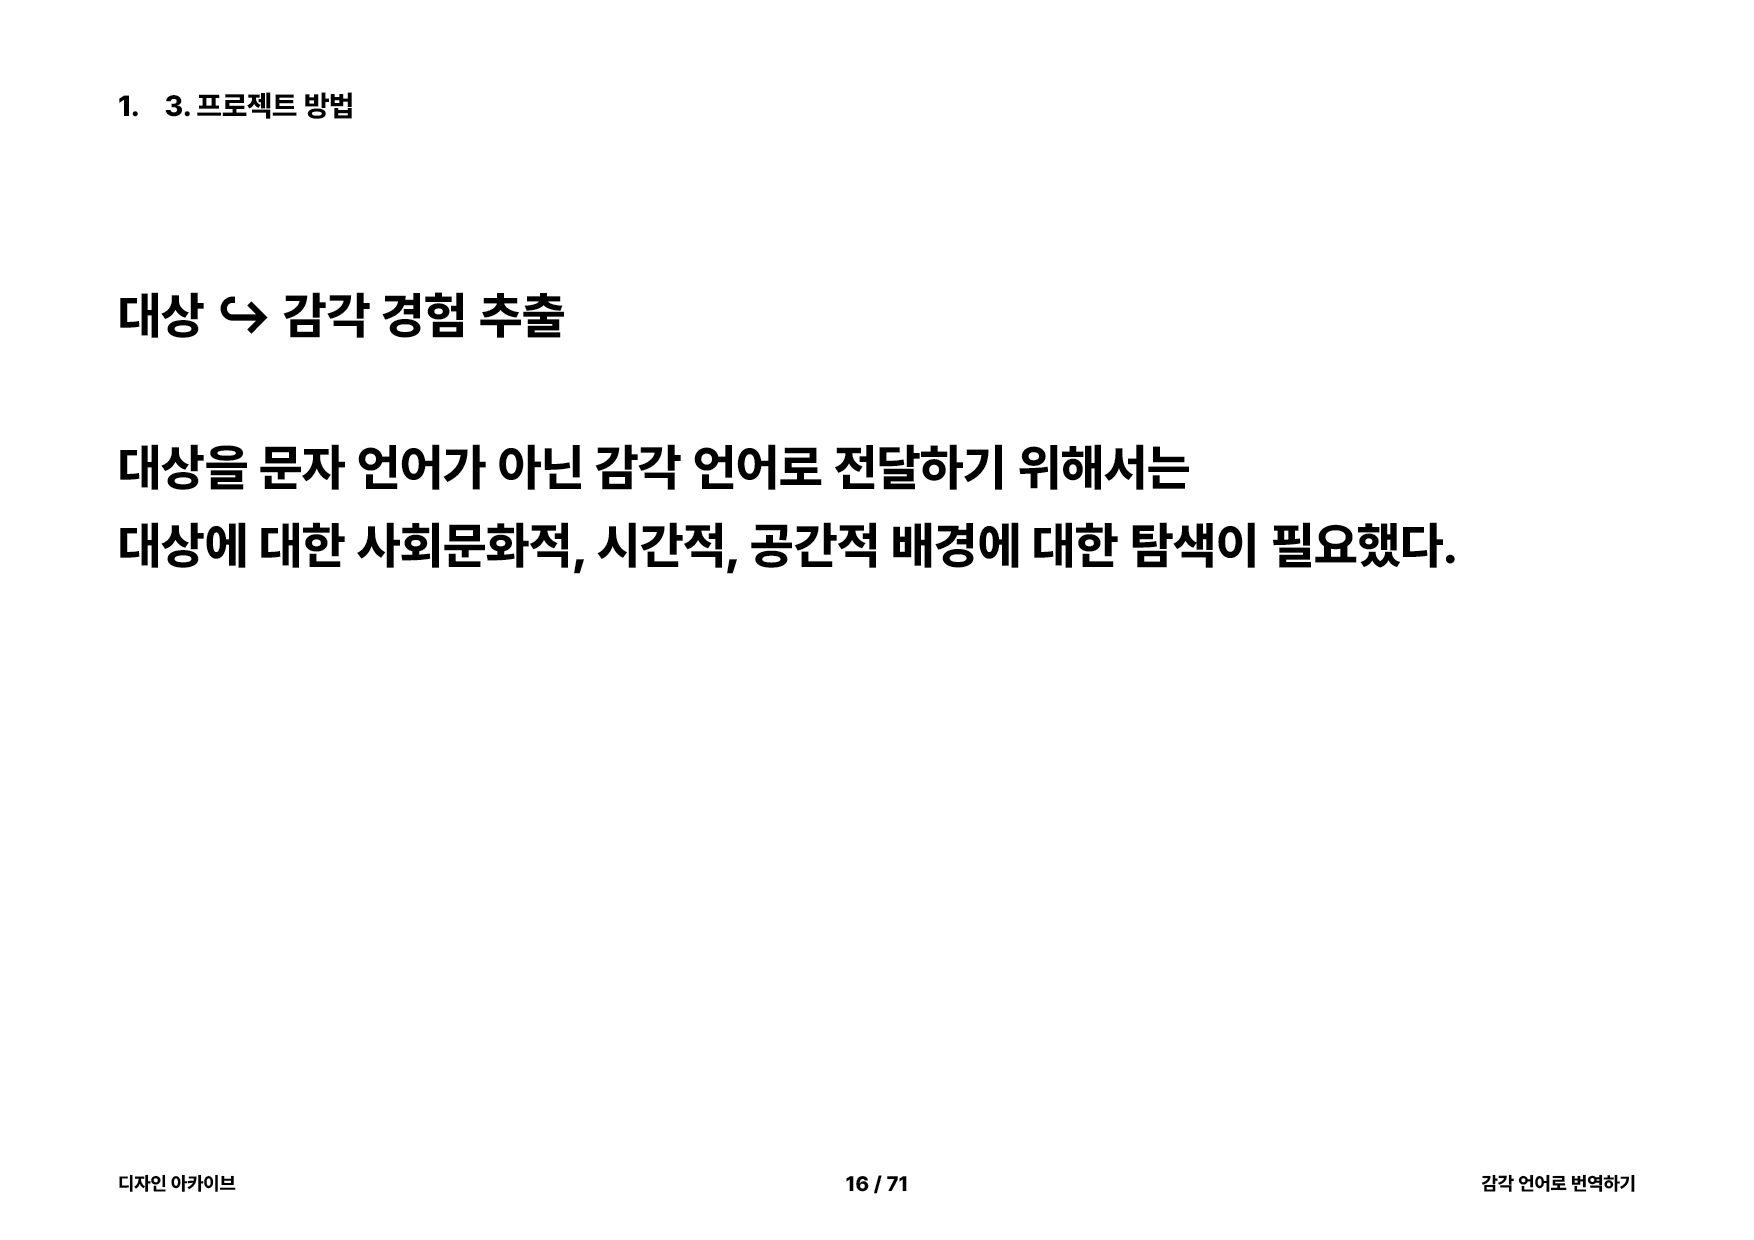 1. 3. 프로젝트 방법
대상 ↪ 감각 경험 추출
대상을 문자 언어가 아닌 감각 언어로 전달하기 위해서는
대상에 대한 사회문화적, 시간적, 공간적 배경에 대한 탐색이 필요했다.
디자인 아카이브
16 / 71
감각 언어로 번역하기